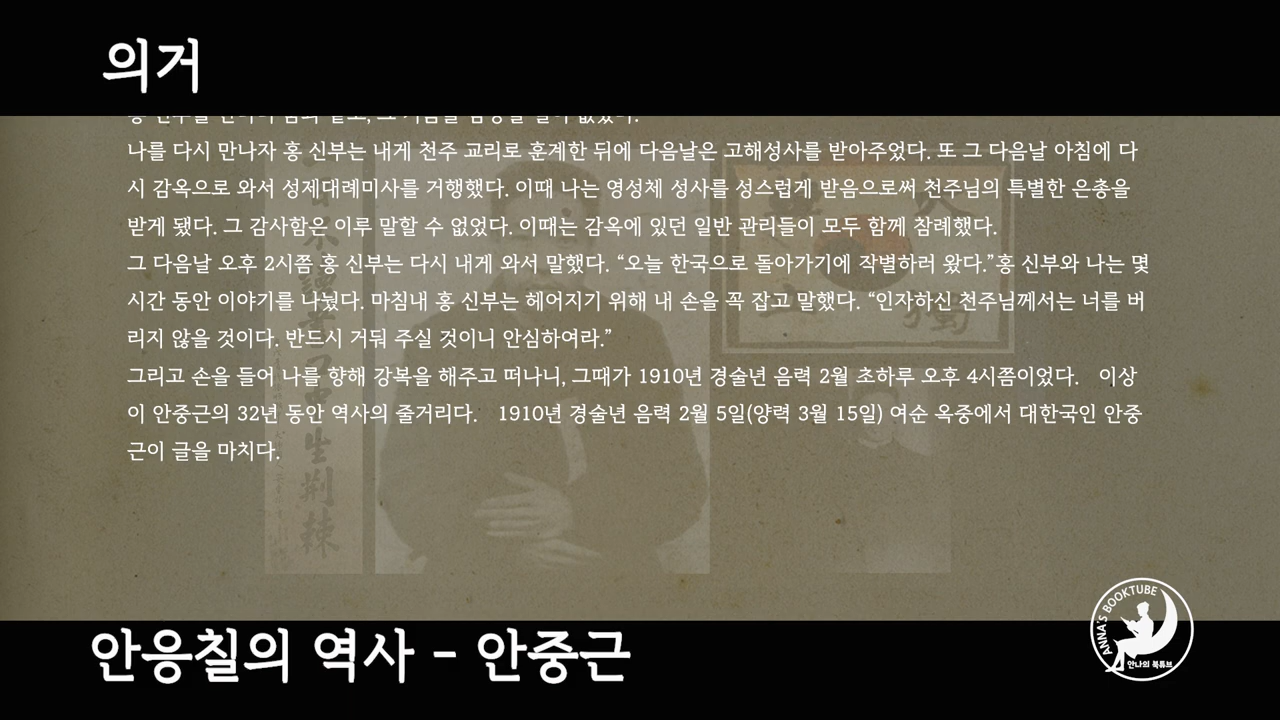 의거
나를 다시 만나자 홍 신부는 내게 천주 교리로 훈계한 뒤에 다음날은 고해성사를 받아주었다. 또 그 다음날 아침에 다
시 감옥으로 와서 성제대례미사를 거행했다. 이때 나는 영성체 성사를 성스럽게 받음으로써 천주님의 특별한 은총을
받게 됐다. 그 감사함은 이루 말할 수 없었다. 이때는 감옥에 있던 일반 관리들이 모두 함께 참례했다.
그 다음날 오후 2시쯤 홍 신부는 다시 내게 와서 말했다. “오늘 한국으로 돌아가기에 작별하러 왔다.”홍 신부와 나는 몇
시간 동안 이야기를 나눴다. 마침내 홍 신부는 헤어지기 위해 내 손을 꼭 잡고 말했다. “인자하신 천주님께서는 너를 버
리지 않을 것이다. 반드시 거둬 주실 것이니 안심하여라.”
그리고 손을 들어 나를 향해 강복을 해주고 떠나니, 그때가 1910년 경술년 음력 2월 초하루 오후 4시쯤이었다. 이상
이 안중근의 32년 동안 역사의 줄거리다. 1910년 경술년 음력 2월 5일(양력 3월 15일) 여순 옥중에서 대한국인 안중
근이 글을 마치다.
안응칠의 역사 - 안중근
ANNA'S BOOKTUBE
안나의 북튜브